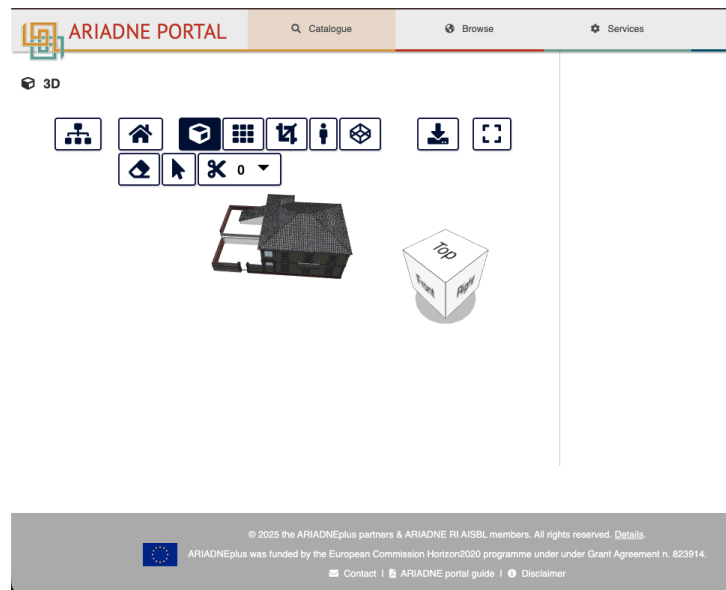 ARIADNE PORTAL
Catalogue
Browse
Services
3D
0
Top
Front
Right
© 2025 the ARIADNEplus partners & ARIADNE RI AISBL members. All rights reserved. Details.
ARIADNEplus was funded by the European Commission Horizon2020 programme under under Grant Agreement n. 823914.
Contact | ARIADNE portal guide | Disclaimer